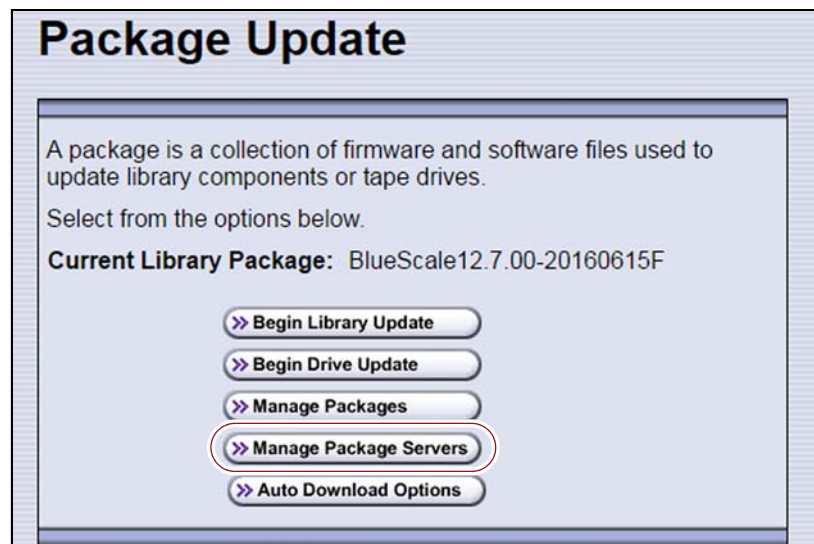 Package Update
A package is a collection of firmware and software files used to
update library components or tape drives.
Select from the options below.
Current Library Package: BlueScale12.7.00-20160615F
Begin Library Update
Begin Drive Update
Manage Packages
Manage Package Servers
Auto Download Options